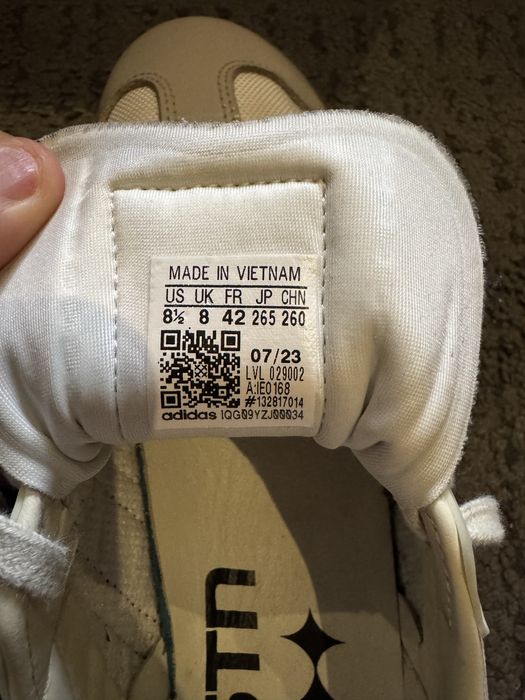 MADE IN VIETNAM
US UK FR JP CHN
8½ 8 42 265 260
07/23
LVL 029002
A:IE0168
#132817014
adidas 1QG09YZJ00034